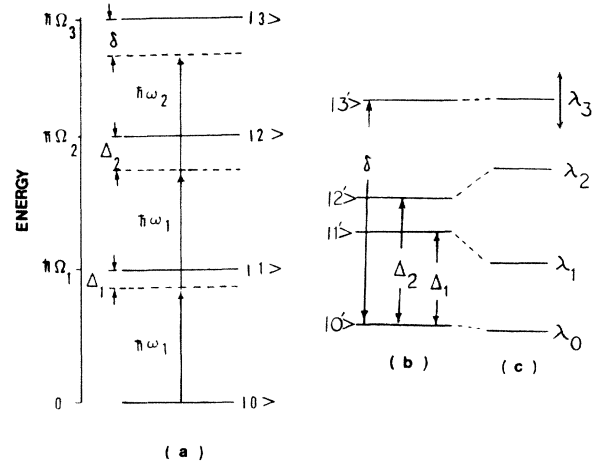 ENERGY
ħΩ3
|3>
δ
ħω2
ħΩ2
|2>
Δ2
ħω1
ħΩ1
|1>
Δ1
ħω1
0
|0>
(a)
|3'>
δ
|2'>
|1'>
Δ2
Δ1
|0'>
(b)
λ3
λ2
λ1
λ0
(c)